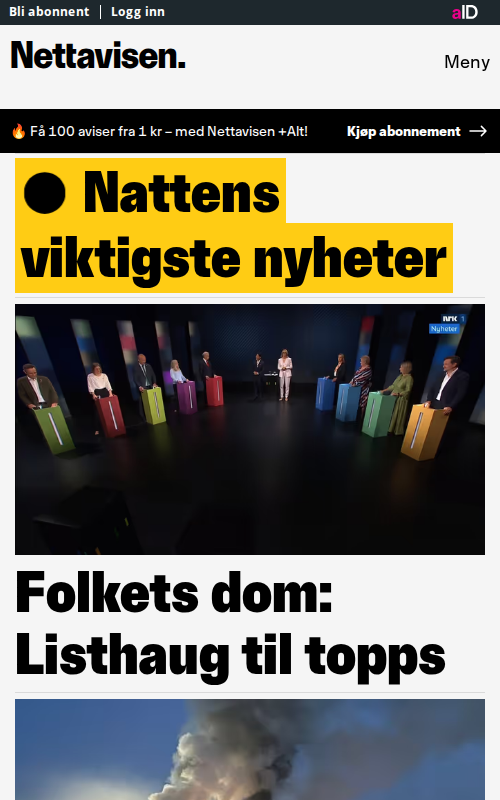 Bli abonnent | Logg inn
aID
Nettavisen.
Meny
🔥 Få 100 aviser fra 1 kr – med Nettavisen +Alt!
Kjøp abonnement →
Nattens
viktigste nyheter
NRK 1
Nyheter
Folkets dom:
Listhaug til topps